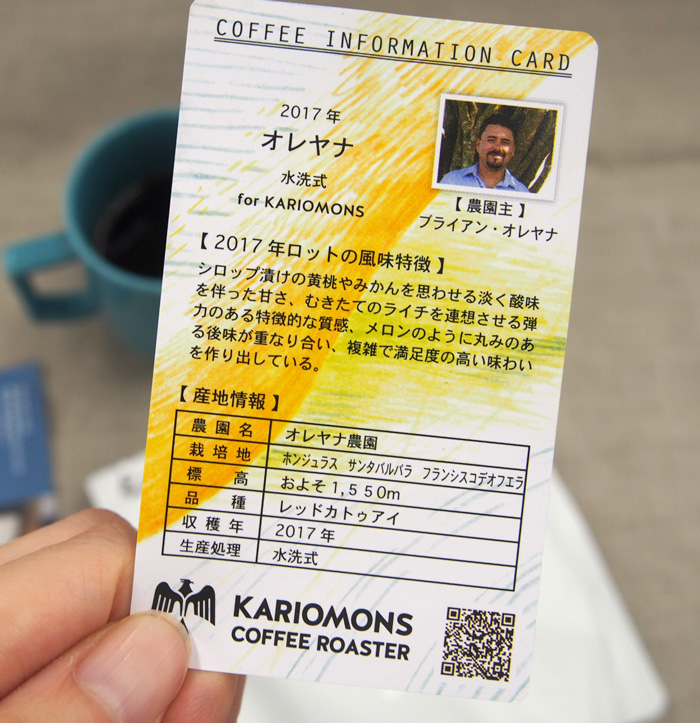 COFFEE INFORMATION CARD
2017年
オレヤナ
水洗式
for KARIOMONS
【 農園主 】
ブライアン・オレヤナ
【 2017年ロットの風味特徴 】
シロップ漬けの黄桃やみかんを思わせる淡く酸味
を伴った甘さ、むきたてのライチを連想させる弾
力のある特徴的な質感、メロンのように丸みのあ
る後味が重なり合い、複雑で満足度の高い味わい
を作り出している。
【 産地情報 】
農園名 オレヤナ農園
栽培地 ホンジュラス サンタバルバラ フランシスコデオフエラ
標高 およそ1,550m
品種 レッドカトゥアイ
収穫年 2017年
生産処理 水洗式
KARIOMONS
COFFEE ROASTER